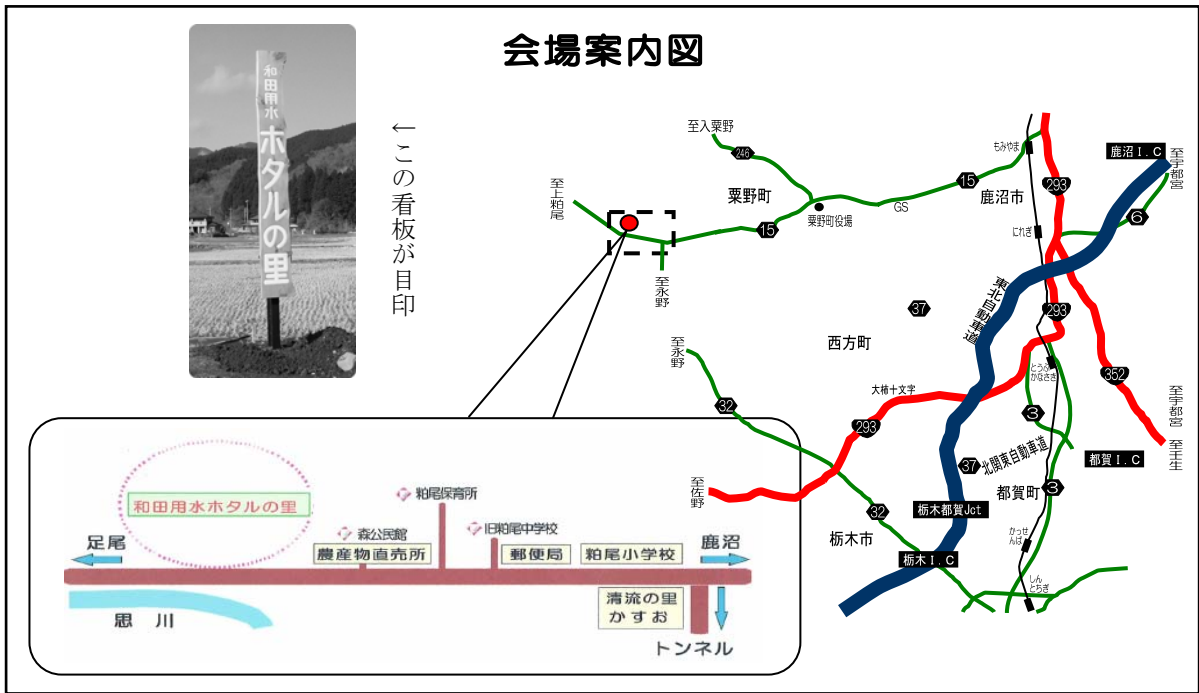 会場案内図
和田用水
ホタルの里
←この看板が目印
至入粟野
246
至上粕尾
粟野町
粟野町役場
15
GS
15
至永野
もみやま
鹿沼I.C
至宇都宮
293
鹿沼市
6
にれぎ
東北自動車道
293
37
西方町
至永野
とうぶ
かなさき
352
大柿十文字
32
293
3
至宇都宮
至壬生
都賀I.C
北関東自動車道
37
都賀町
3
至佐野
32
栃木都賀Jct
栃木市
かっせ
んば
栃木I.C
しん
とちぎ
粕尾保育所
和田用水ホタルの里
森公民館
旧粕尾中学校
足尾
農産物直売所
郵便局
粕尾小学校
鹿沼
思川
清流の里
かすお
トンネル